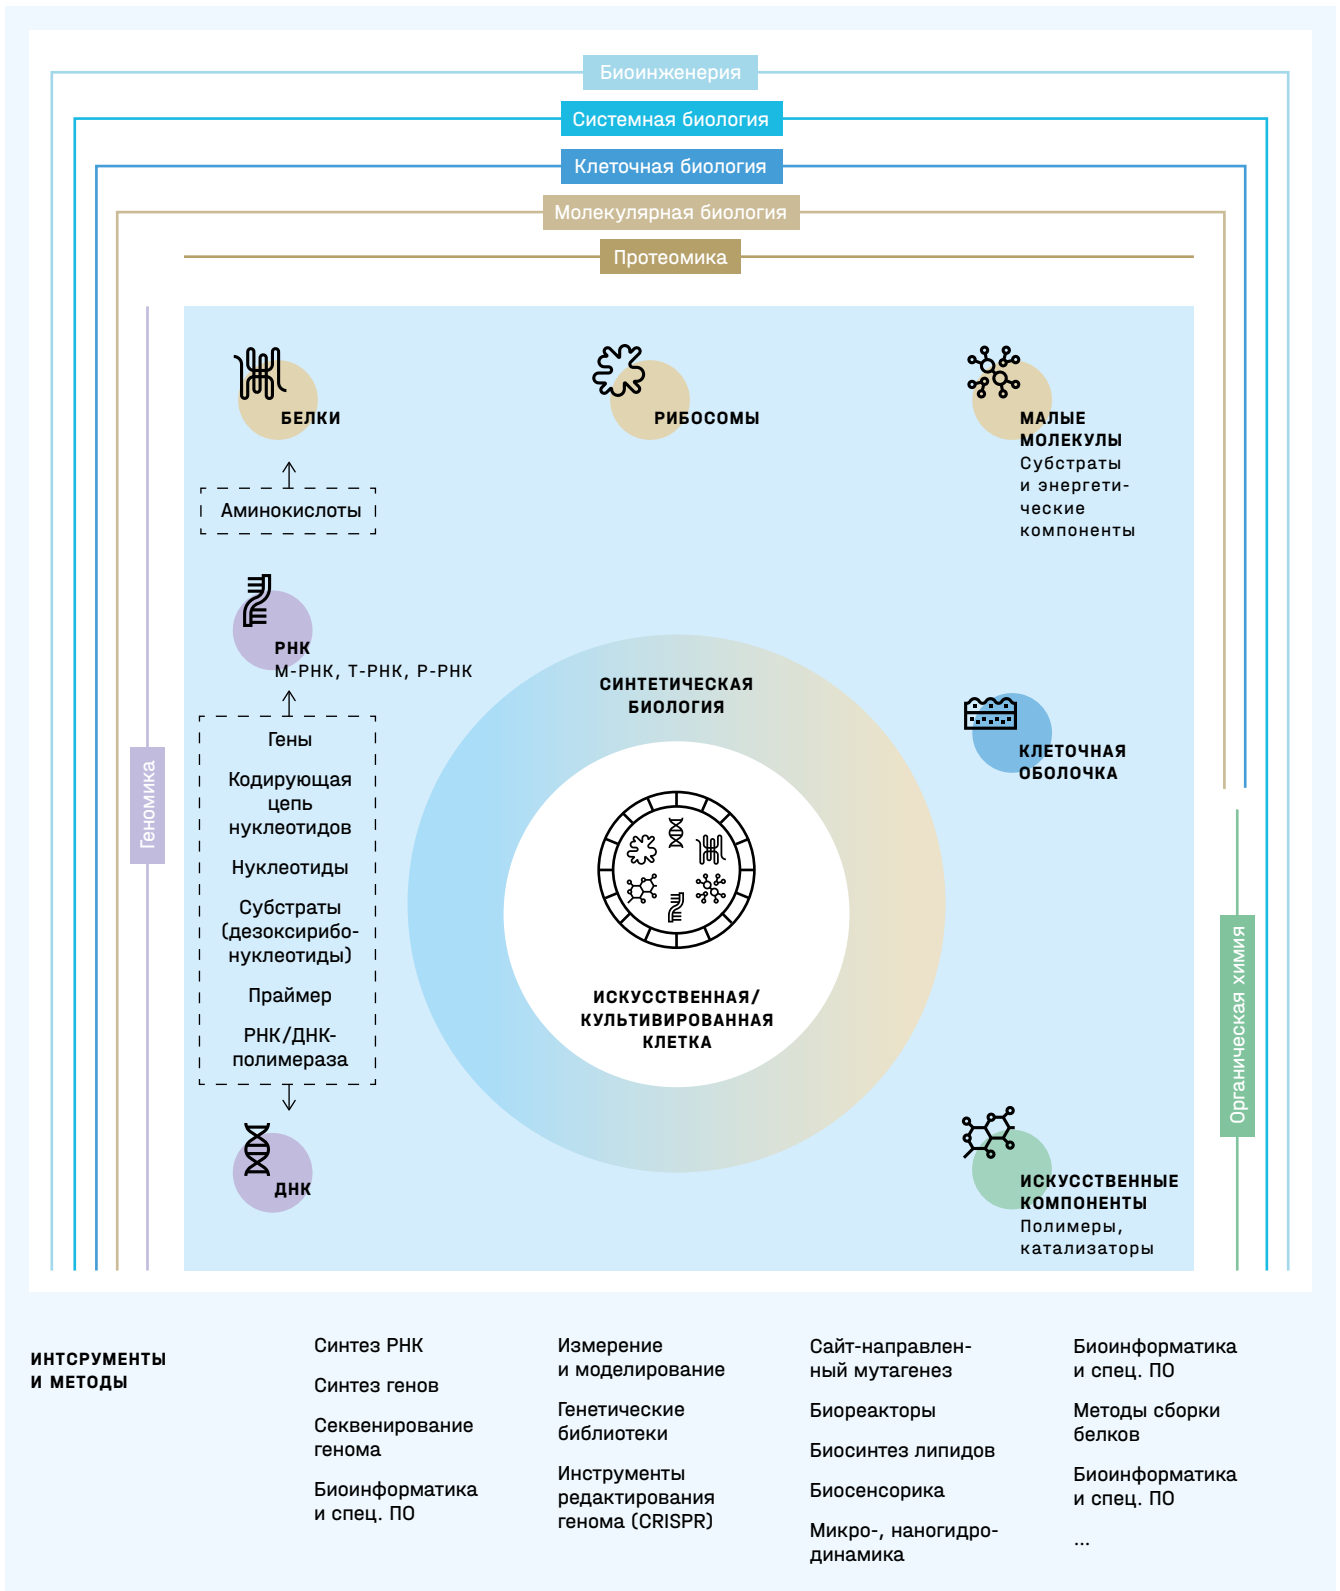 Биоинженерия
Системная биология
Клеточная биология
Молекулярная биология
Протеомика
БЕЛКИ
РИБОСОМЫ
МАЛЫЕ
МОЛЕКУЛЫ
Субстраты
и энергети-
ческие
компоненты
Аминокислоты
РНК
М-РНК, Т-РНК, Р-РНК
Гены
Кодирующая
цепь
нуклеотидов
Нуклеотиды
Субстраты
(дезоксирибо-
нуклеотиды)
Праймер
РНК/ДНК-
полимераза
ДНК
Геномика
СИНТЕТИЧЕСКАЯ
БИОЛОГИЯ
ИСКУССТВЕННАЯ/
КУЛЬТИВИРОВАННАЯ
КЛЕТКА
КЛЕТОЧНАЯ
ОБОЛОЧКА
Органическая химия
ИСКУССТВЕННЫЕ
КОМПОНЕНТЫ
Полимеры,
катализаторы
ИНТСРУМЕНТЫ
И МЕТОДЫ
Синтез РНК
Синтез генов
Секвенирование
генома
Биоинформатика
и спец. ПО
Измерение
и моделирование
Генетические
библиотеки
Инструменты
редактирования
генома (CRISPR)
Сайт-направлен-
ный мутагенез
Биореакторы
Биосинтез липидов
Биосенсорика
Микро-, наногидро-
динамика
Биоинформатика
и спец. ПО
Методы сборки
белков
Биоинформатика
и спец. ПО
...